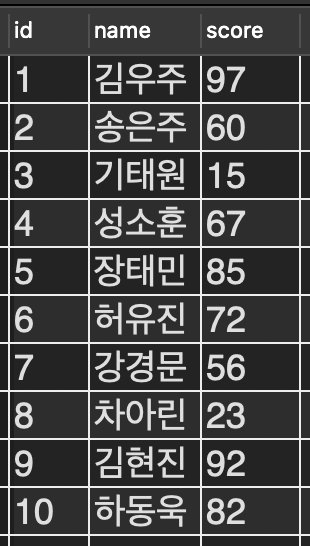 id name score
1 김우주 97
2 송은주 60
3 기태원 15
4 성소훈 67
5 장태민 85
6 허유진 72
7 강경문 56
8 차아린 23
9 김현진 92
10 하동욱 82